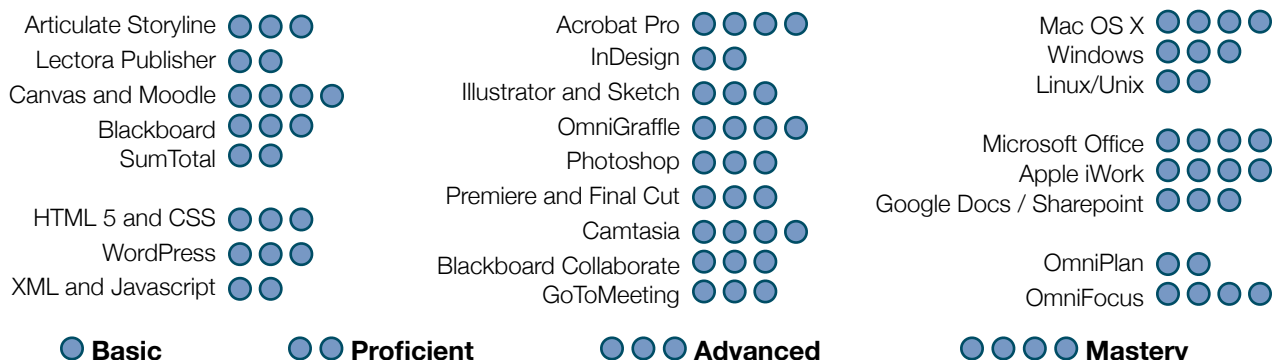 Articulate Storyline
Lectora Publisher
Canvas and Moodle
Blackboard
SumTotal
HTML 5 and CSS
WordPress
XML and Javascript
Acrobat Pro
InDesign
Illustrator and Sketch
OmniGraffle
Photoshop
Premiere and Final Cut
Camtasia
Blackboard Collaborate
GoToMeeting
Mac OS X
Windows
Linux/Unix
Microsoft Office
Apple iWork
Google Docs / Sharepoint
OmniPlan
OmniFocus
Basic
Proficient
Advanced
Mastery